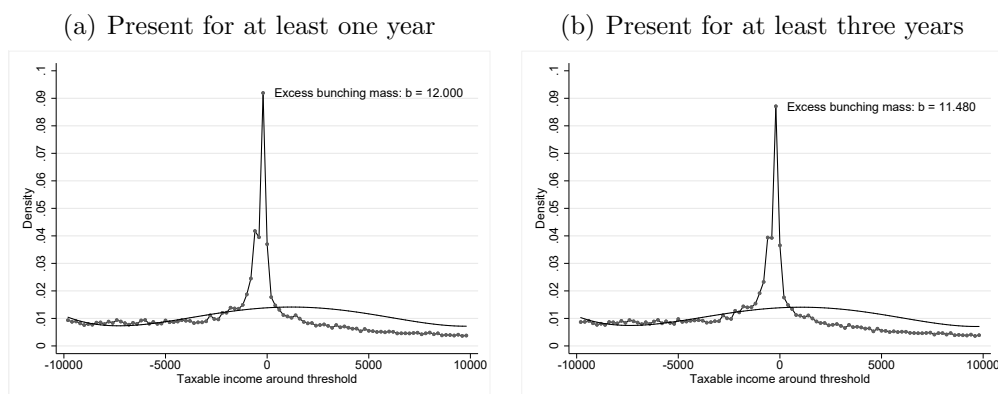 (a) Present for at least one year
Excess bunching mass: b = 12.000
Density
0 .01 .02 .03 .04 .05 .06 .07 .08 .09 .1
-10000 -5000 0 5000 10000
Taxable income around threshold
(b) Present for at least three years
Excess bunching mass: b = 11.480
Density
0 .01 .02 .03 .04 .05 .06 .07 .08 .09 .1
-10000 -5000 0 5000 10000
Taxable income around threshold